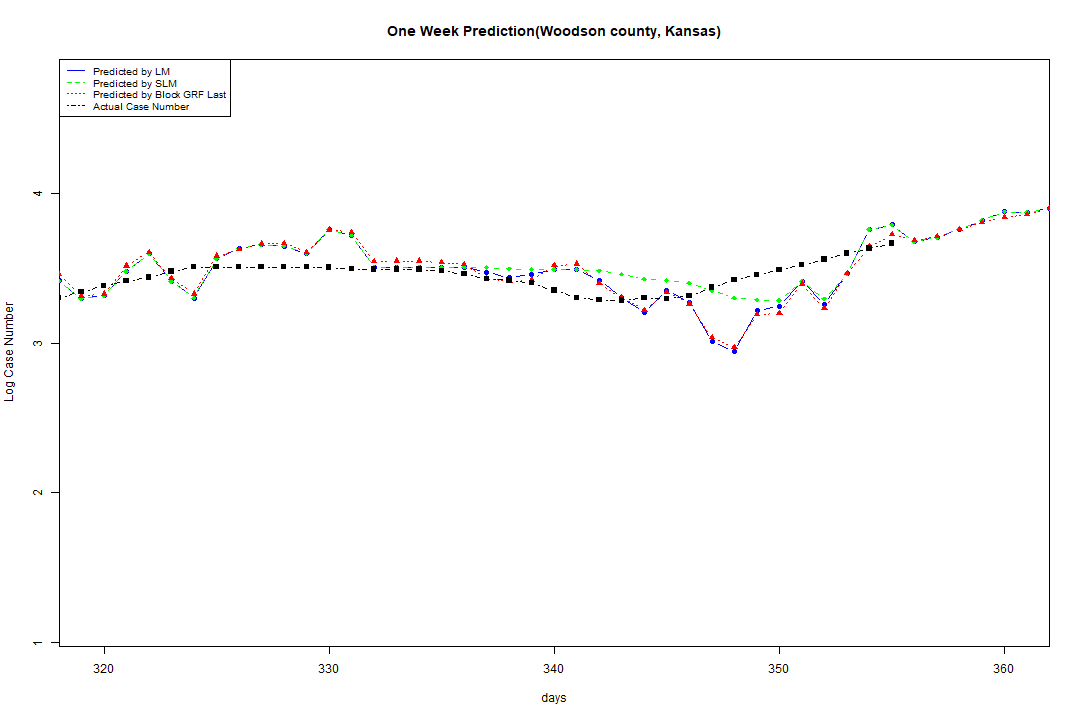 One Week Prediction(Woodson county, Kansas)
Predicted by LM
Predicted by SLM
Predicted by Block GRF Last
Actual Case Number
4
3
2
1
Log Case Number
320 330 340 350 360
days